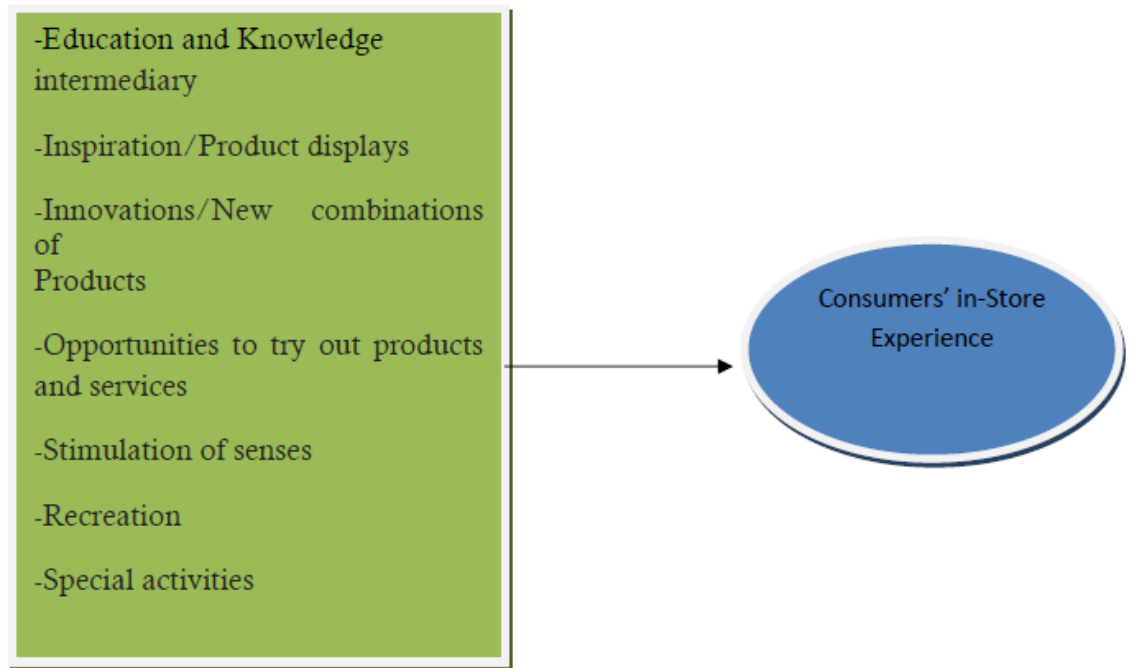 -Education and Knowledge
intermediary
-Inspiration/Product displays
-Innovations/New combinations
of
Products
-Opportunities to try out products
and services
-Stimulation of senses
-Recreation
-Special activities
Consumers’ in-Store
Experience